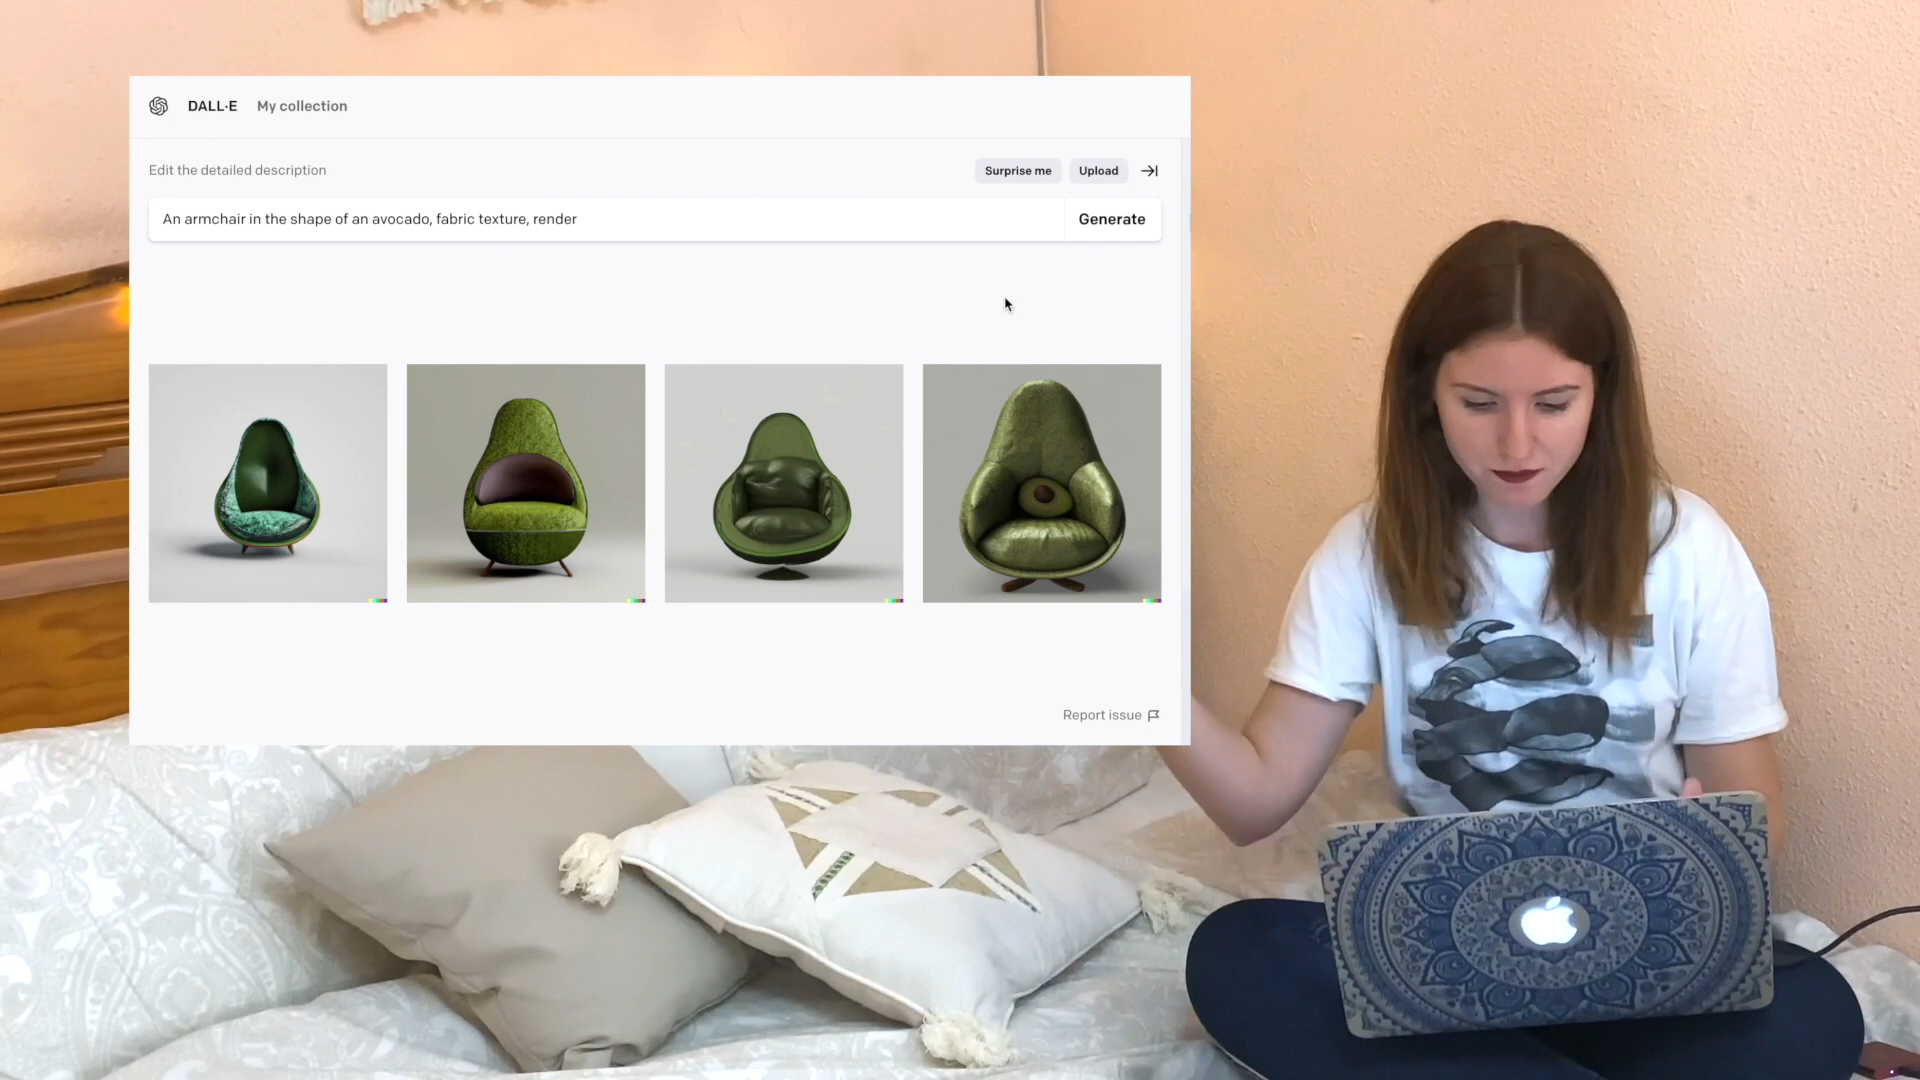 DALL·E My collection
Edit the detailed description Surprise me Upload
An armchair in the shape of an avocado, fabric texture, render Generate
Report issue